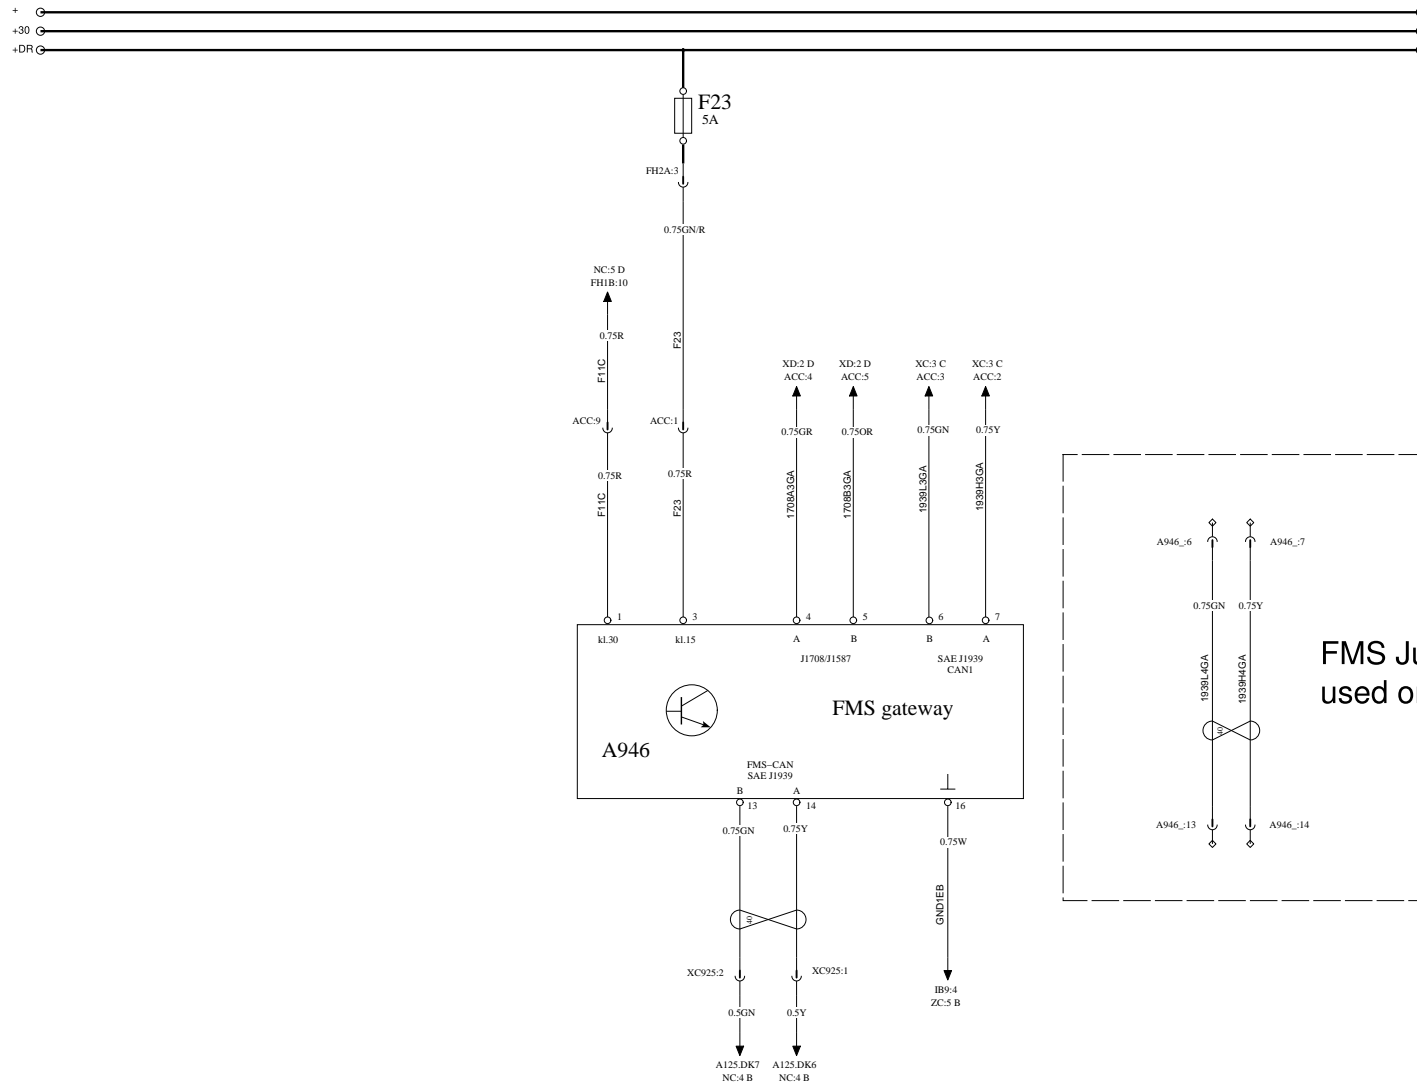 +
+30
+DR
F23
5A
FH2A:3
0.75GN/R
NC:5 D
FH1B:10
0.75R
F11C
F23
XD:2 D
ACC:4
XD:2 D
ACC:5
XC:3 C
ACC:3
XC:3 C
ACC:2
ACC:9
ACC:1
0.75GR
0.75OR
0.75GN
0.75Y
0.75R
0.75R
F11C
F23
1708A3GA
1708B3GA
1939L3GA
1939H3GA
A946_:6
A946_:7
0.75GN
0.75Y
1
3
4
5
6
7
kl.30
kl.15
A
B
B
A
J1708/J1587
SAE J1939
CAN1
FMS Ju
used o
1939L4GA
1939H4GA
40
FMS gateway
A946
FMS–CAN
SAE J1939
B
A
13
14
16
A946_:13
A946_:14
0.75GN
0.75Y
0.75W
GND1EB
40
XC925:2
XC925:1
IB9:4
ZC:5 B
0.5GN
0.5Y
A125.DK7
NC:4 B
A125.DK6
NC:4 B